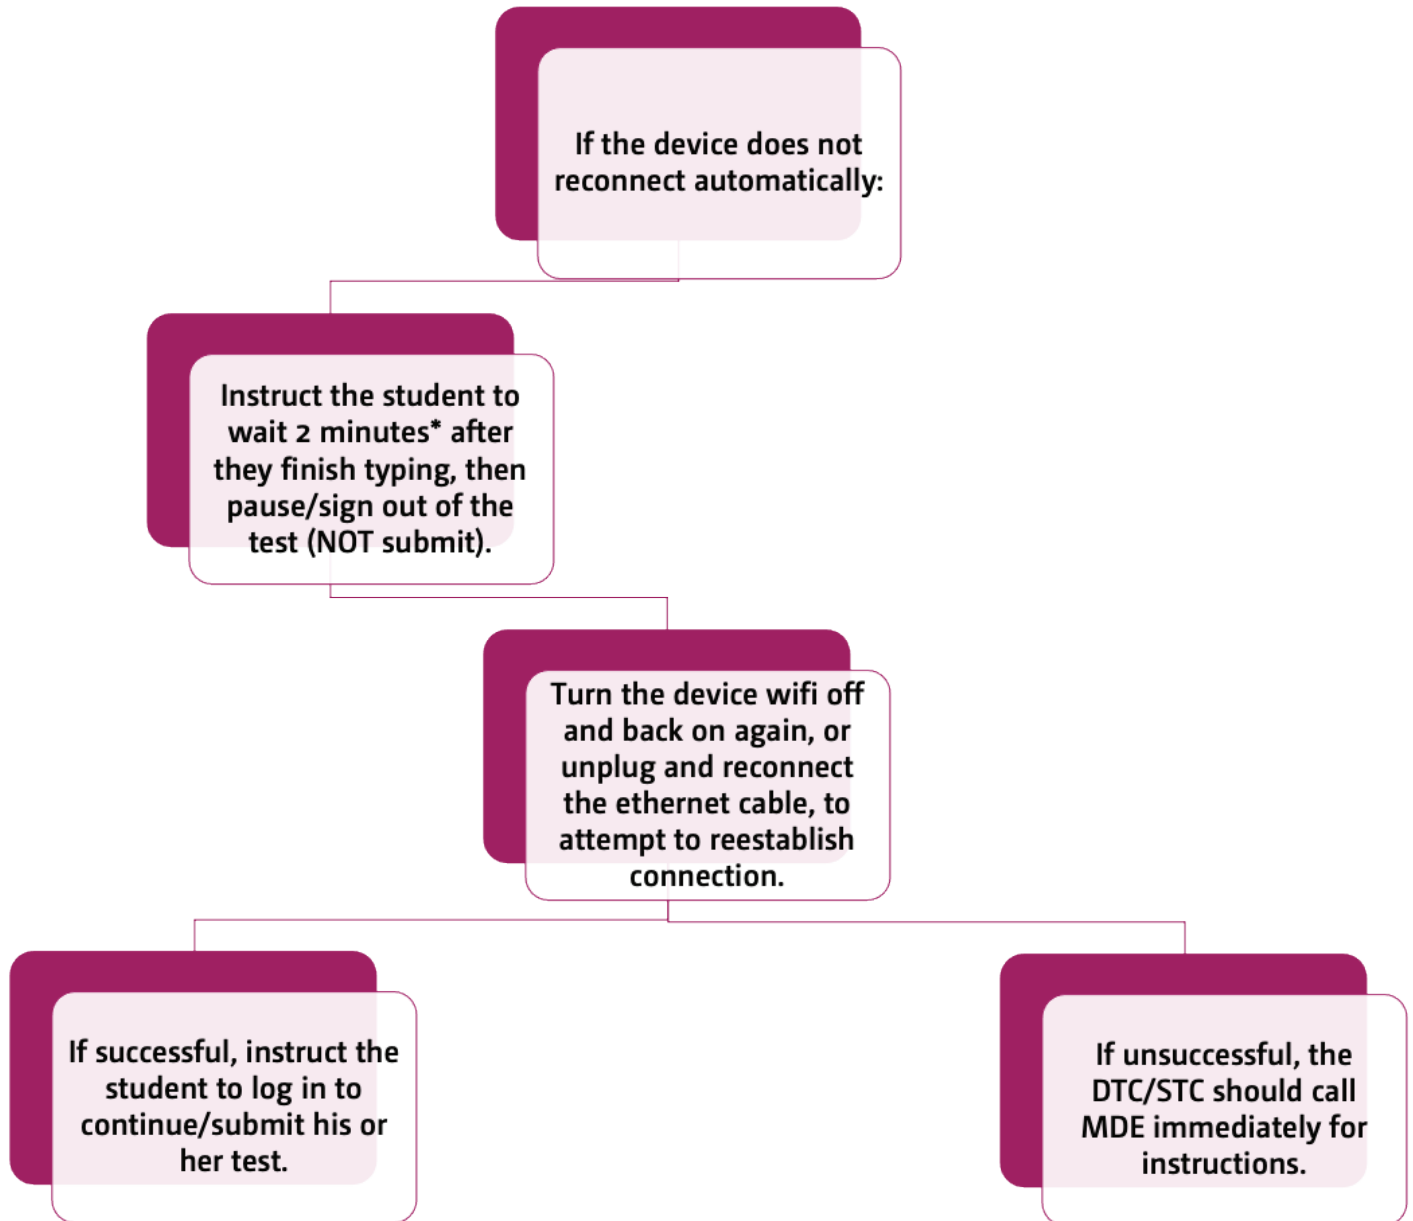 If the device does not
reconnect automatically:
Instruct the student to
wait 2 minutes* after
they finish typing, then
pause/sign out of the
test (NOT submit).
Turn the device wifi off
and back on again, or
unplug and reconnect
the ethernet cable, to
attempt to reestablish
connection.
If successful, instruct the
student to log in to
continue/submit his or
her test.
If unsuccessful, the
DTC/STC should call
MDE immediately for
instructions.